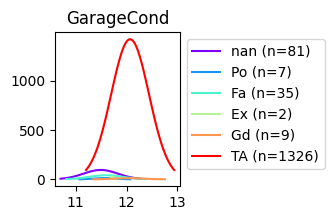 GarageCond
1000
500
0
11
12
13
nan (n=81)
Po (n=7)
Fa (n=35)
Ex (n=2)
Gd (n=9)
TA (n=1326)